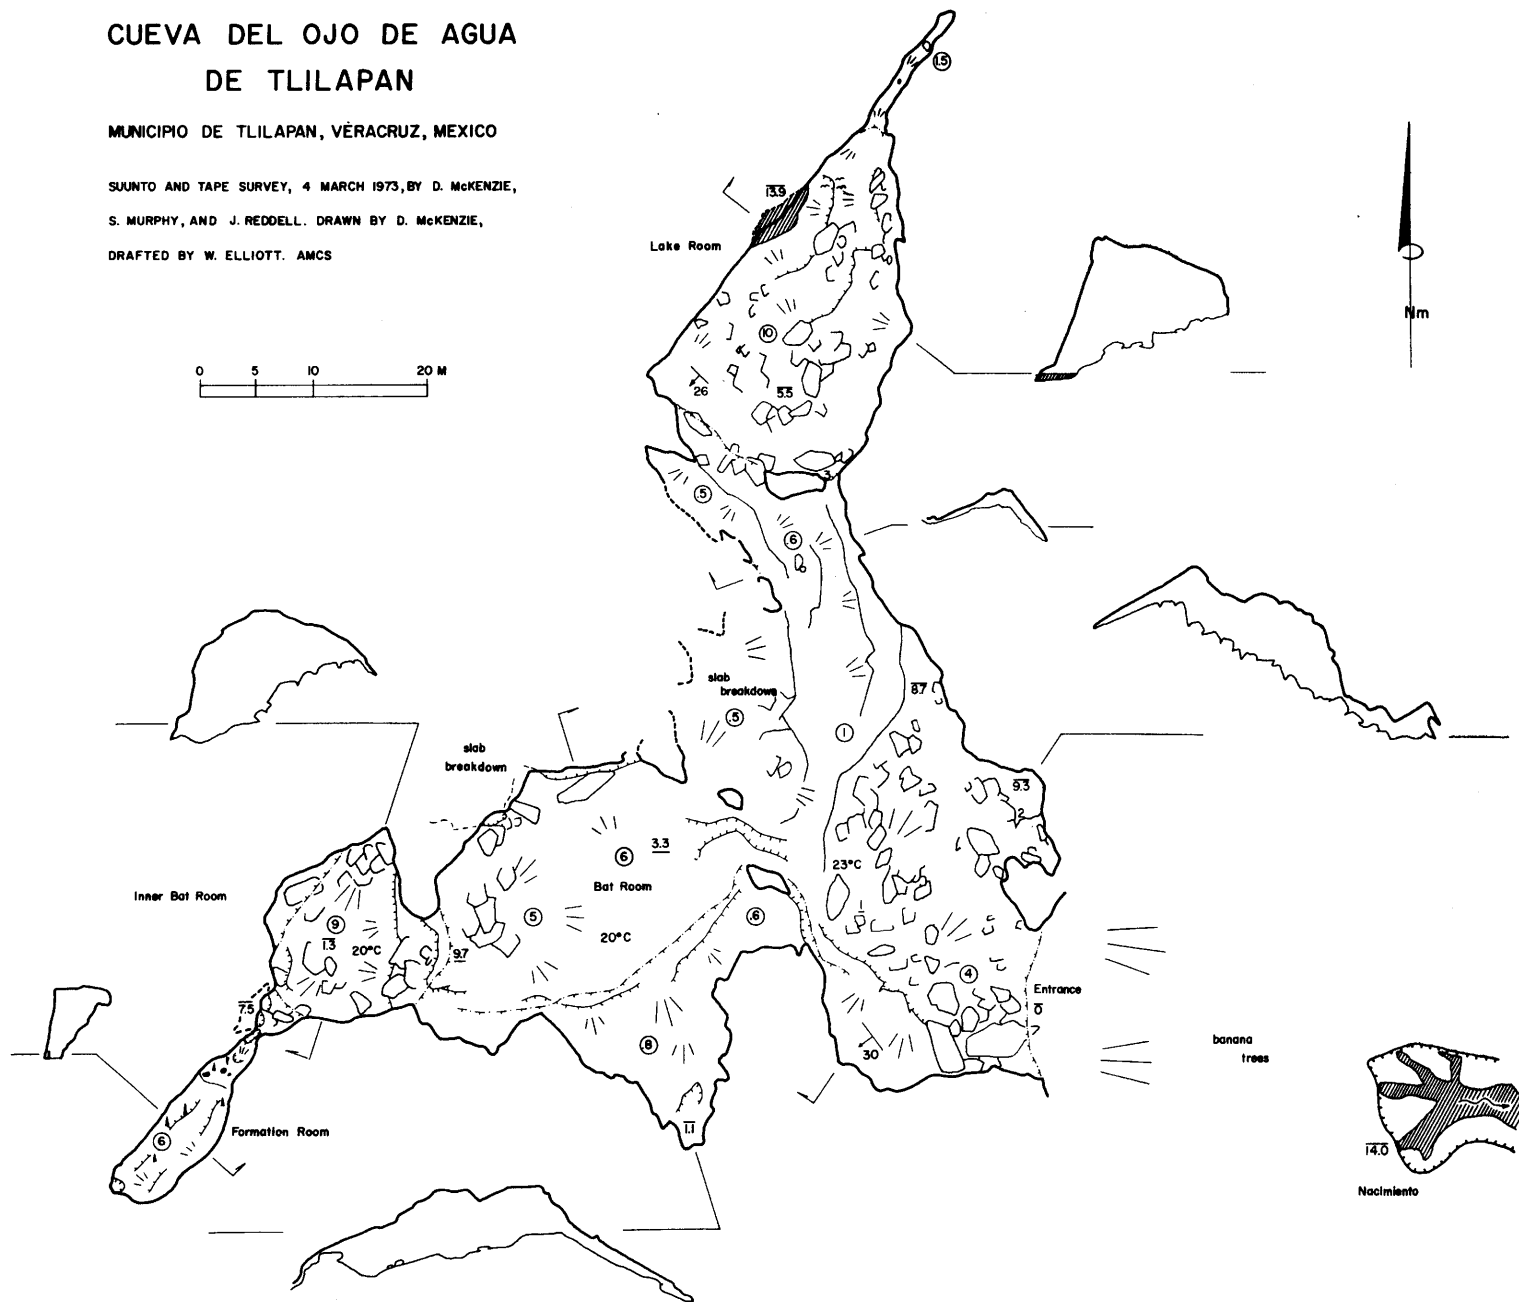 CUEVA DEL OJO DE AGUA
DE TLILAPAN
MUNICIPIO DE TLILAPAN, VERACRUZ, MEXICO
SUUNTO AND TAPE SURVEY, 4 MARCH 1973, BY D. McKENZIE,
S. MURPHY, AND J. REDDELL. DRAWN BY D. McKENZIE,
DRAFTED BY W. ELLIOTT. AMCS
0 5 10 20 M
1.5
13.9
Lake Room
Nm
10
26
5.5
3
.5
.6
slab
breakdown
8.7
.5
1
slab
breakdown
9.3
2
6
3.3
23°C
Bat Room
Inner Bat Room
9
5
.6
1.3
20°C
9.7
20°C
4
Entrance
0
7.5
.8
30
banana
trees
Formation Room
6
1.1
14.0
Nacimiento